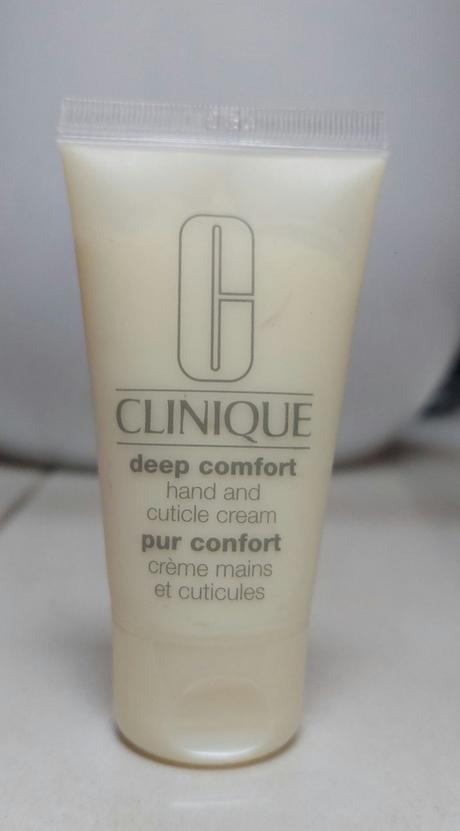 C
CLINIQUE
deep comfort
hand and
cuticle cream
pur confort
crème mains
et cuticules